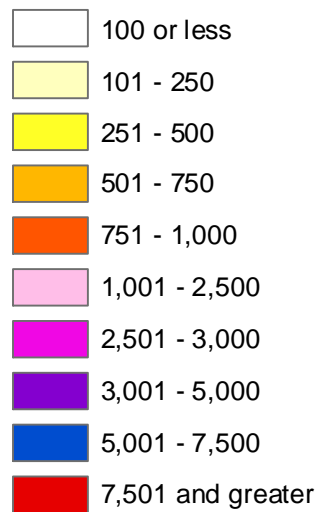 100 or less
101 - 250
251 - 500
501 - 750
751 - 1,000
1,001 - 2,500
2,501 - 3,000
3,001 - 5,000
5,001 - 7,500
7,501 and greater